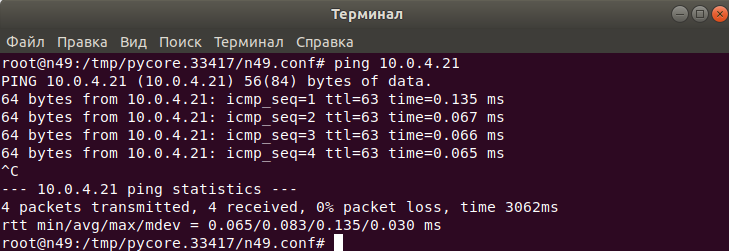 Терминал
Файл Правка Вид Поиск Терминал Справка
root@n49:/tmp/pycore.33417/n49.conf# ping 10.0.4.21
PING 10.0.4.21 (10.0.4.21) 56(84) bytes of data.
64 bytes from 10.0.4.21: icmp_seq=1 ttl=63 time=0.135 ms
64 bytes from 10.0.4.21: icmp_seq=2 ttl=63 time=0.067 ms
64 bytes from 10.0.4.21: icmp_seq=3 ttl=63 time=0.066 ms
64 bytes from 10.0.4.21: icmp_seq=4 ttl=63 time=0.065 ms
^C
--- 10.0.4.21 ping statistics ---
4 packets transmitted, 4 received, 0% packet loss, time 3062ms
rtt min/avg/max/mdev = 0.065/0.083/0.135/0.030 ms
root@n49:/tmp/pycore.33417/n49.conf#